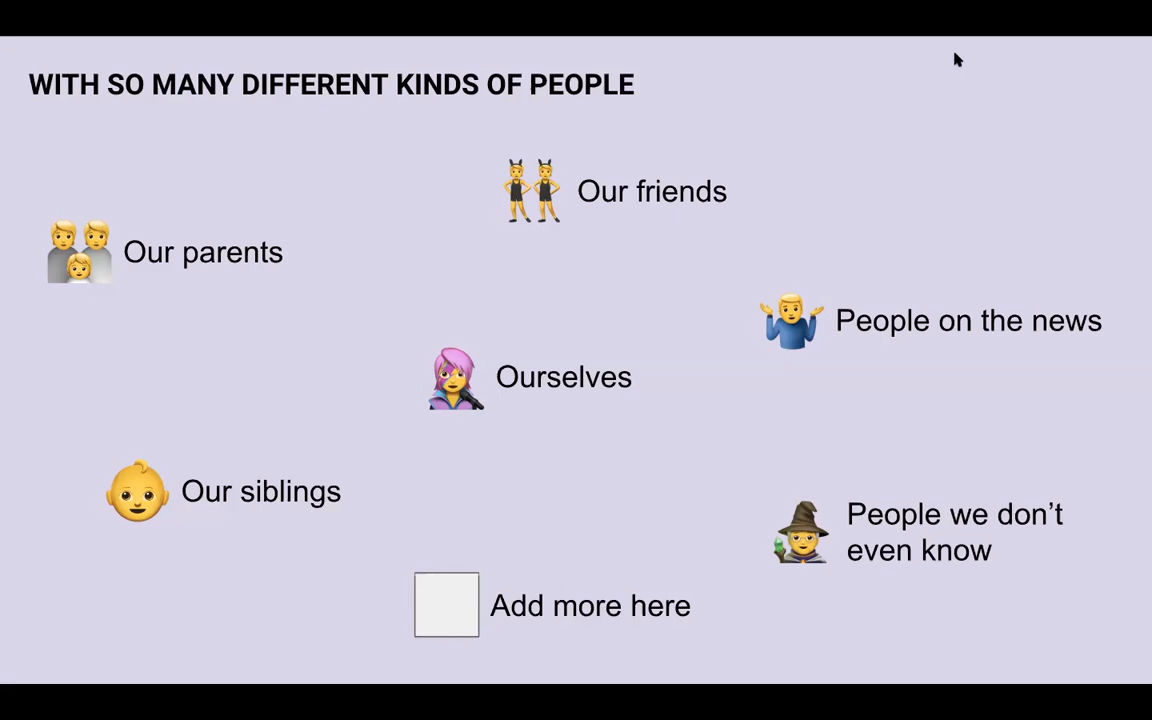 WITH SO MANY DIFFERENT KINDS OF PEOPLE
Our friends
Our parents
People on the news
Ourselves
Our siblings
People we don’t
even know
Add more here